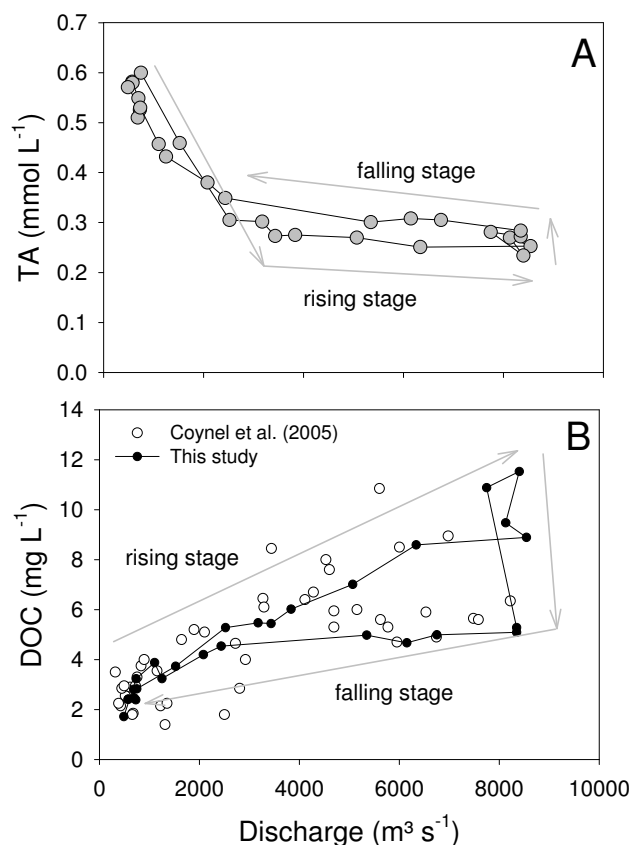 0.7
A
0.6
0.5
falling stage
0.4
TA (mmol L⁻¹)
0.3
0.2
rising stage
0.1
0.0
14
Coynel et al. (2005)
This study
B
12
10
rising stage
8
DOC (mg L⁻¹)
6
4
falling stage
2
0
0 2000 4000 6000 8000 10000
Discharge (m³ s⁻¹)